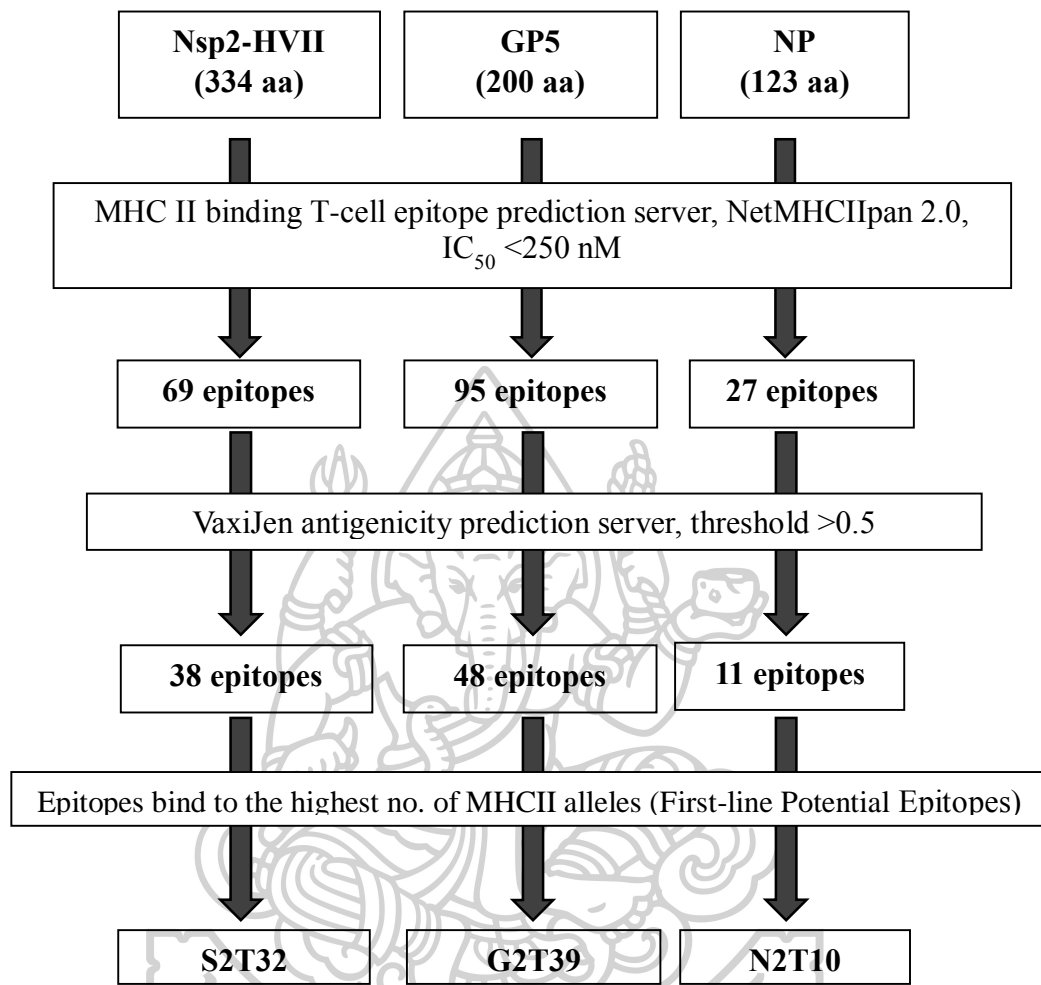 Nsp2-HVII
(334 aa)
GP5
(200 aa)
NP
(123 aa)
MHC II binding T-cell epitope prediction server, NetMHCIIpan 2.0,
IC₅₀ <250 nM
69 epitopes
95 epitopes
27 epitopes
VaxiJen antigenicity prediction server, threshold >0.5
38 epitopes
48 epitopes
11 epitopes
Epitopes bind to the highest no. of MHCII alleles (First-line Potential Epitopes)
S2T32
G2T39
N2T10